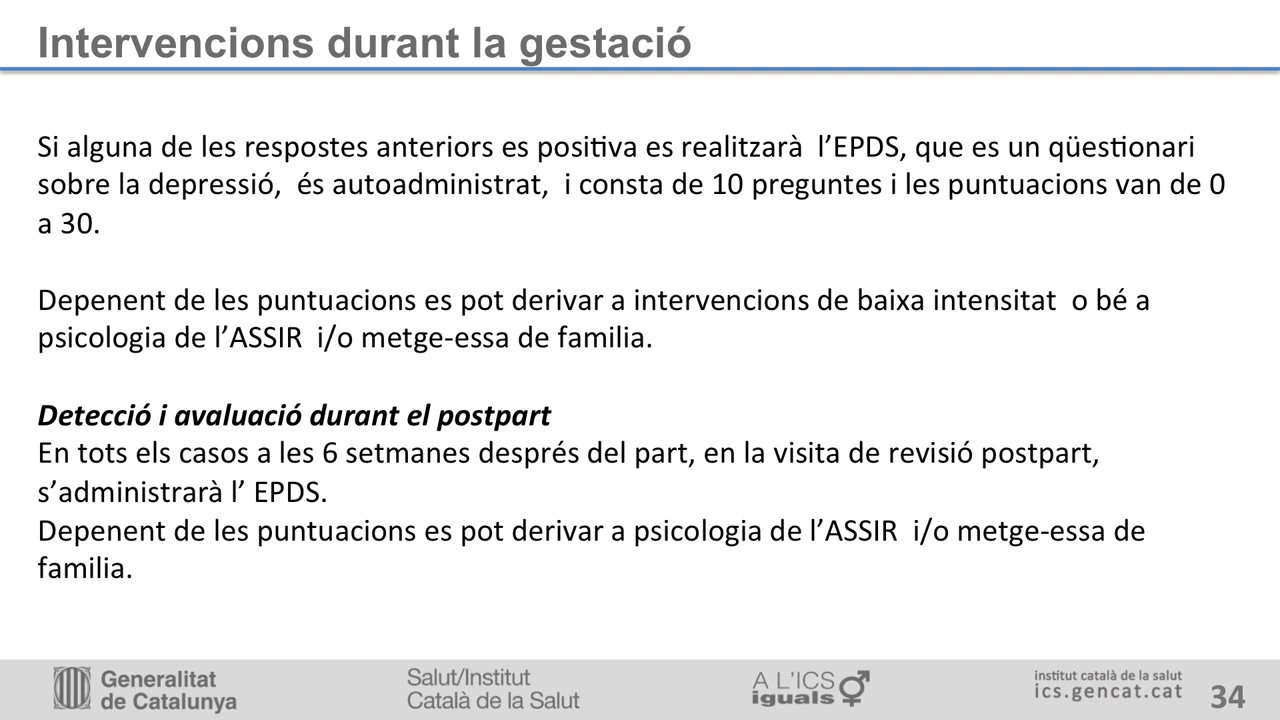 Intervencions durant la gestació
Si alguna de les respostes anteriors es positiva es realitzarà  l’EPDS, que es un qüestionari
sobre la depressió,  és autoadministrat,  i consta de 10 preguntes i les puntuacions van de 0
a 30.
Depenent de les puntuacions es pot derivar a intervencions de baixa intensitat  o bé a
psicologia de l’ASSIR  i/o metge-essa de familia.
Detecció i avaluació durant el postpart
En tots els casos a les 6 setmanes després del part, en la visita de revisió postpart,
s’administrarà l’ EPDS.
Depenent de les puntuacions es pot derivar a psicologia de l’ASSIR  i/o metge-essa de
familia.
Generalitat
de Catalunya
Salut/Institut
Català de la Salut
A L'ICS
iguals
institut català de la salut
ics.gencat.cat
34